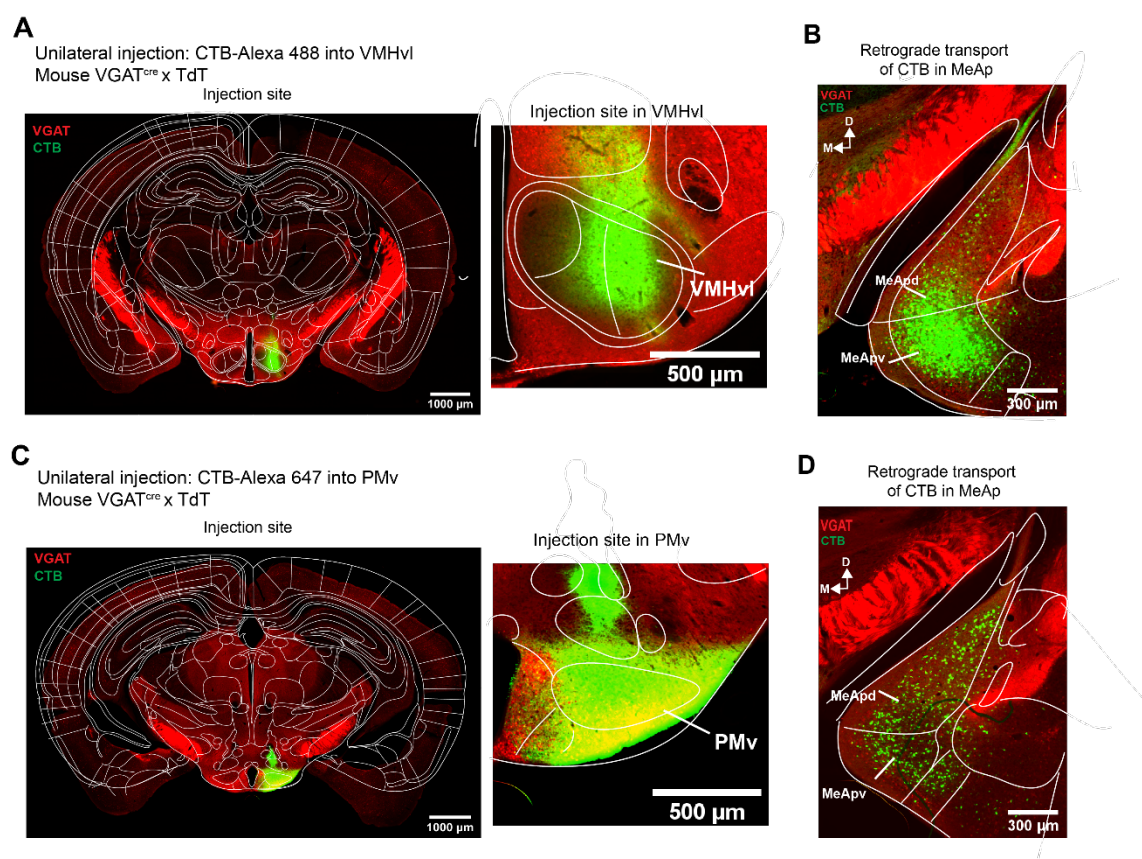 A
Unilateral injection: CTB-Alexa 488 into VMHvl
Mouse VGATcre x TdT
Injection site
VGAT
CTB
1000 µm
Injection site in VMHvl
VMHvl
500 µm
B
Retrograde transport
of CTB in MeAp
VGAT
CTB
D
M
MeApd
MeApv
300 µm
C
Unilateral injection: CTB-Alexa 647 into PMv
Mouse VGATcre x TdT
Injection site
VGAT
CTB
1000 µm
Injection site in PMv
PMv
500 µm
D
Retrograde transport
of CTB in MeAp
VGAT
CTB
D
M
MeApd
MeApv
300 µm